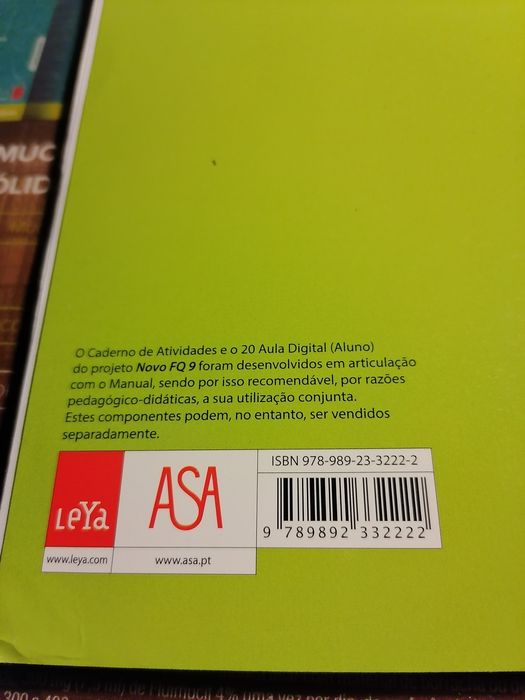 O Caderno de Atividades e o 20 Aula Digital (Aluno)
do projeto Novo FQ 9 foram desenvolvidos em articulação
com o Manual, sendo por isso recomendável, por razões
pedagógico-didáticas, a sua utilização conjunta.
Estes componentes podem, no entanto, ser vendidos
separadamente.
ISBN 978-989-23-3222-2
LeYa
ASA
9 789892 332222
www.leya.com
www.asa.pt